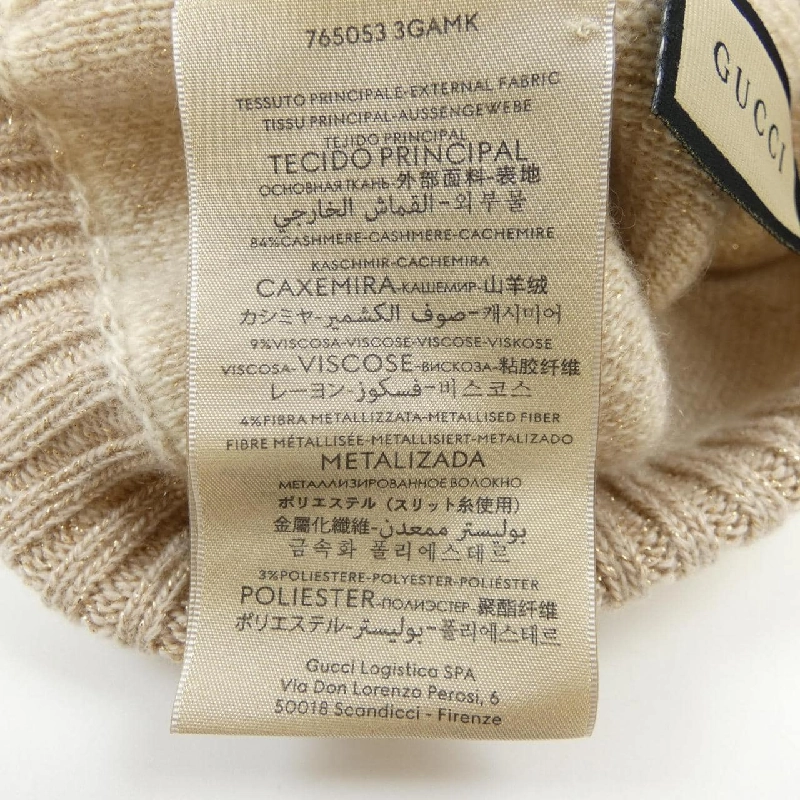 765053 3GAMK
GUCCI
TESSUTO PRINCIPALE-EXTERNAL FABRIC
TISSU PRINCIPAL-AUSSENGEWEBE
TEJIDO PRINCIPAL
TECIDO PRINCIPAL
ОСНОВНАЯ ТКАНЬ-外部面料-表地
القماش الخارجي-외부물
84%CASHMERE-CASHMERE-CACHEMIRE
KASCHMIR-CACHEMIRA
CAXEMIRA-КАШЕМИР-山羊绒
カシミヤ-صوف الكشمير-캐시미어
9%VISCOSA-VISCOSE-VISCOSE-VISKOSE
VISCOSA-VISCOSE-ВИСКОЗА-粘胶纤维
レーヨン-فسكوز-비스코스
4%FIBRA METALLIZZATA-METALLISED FIBER
FIBRE MÉTALLISÉE-METALLISIERT-METALIZADO
METALIZADA
МЕТАЛЛИЗИРОВАННОЕ ВОЛОКНО
ポリエステル (スリット糸使用)
金屬化纖維-بوليستر ممعدن
금속화 폴리에스테르
3%POLIESTERE-POLYESTER-POLIÉSTER
POLIESTER-ПОЛИЭСТЕР-聚酯纤维
ポリエステル-بوليستر-폴리에스테르
Gucci Logistica SPA
Via Don Lorenzo Perosi, 6
50018 Scandicci - Firenze